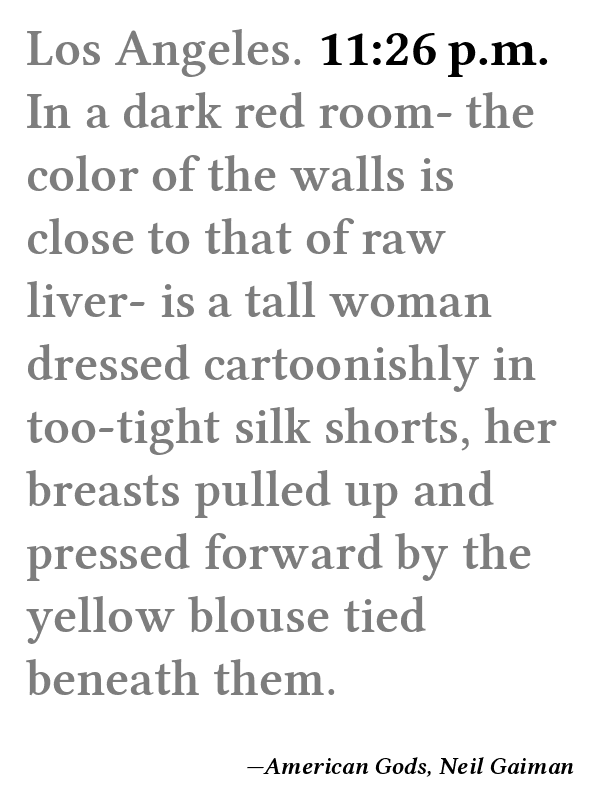 Los Angeles. 11:26 p.m.
In a dark red room- the
color of the walls is
close to that of raw
liver- is a tall woman
dressed cartoonishly in
too-tight silk shorts, her
breasts pulled up and
pressed forward by the
yellow blouse tied
beneath them.
—American Gods, Neil Gaiman